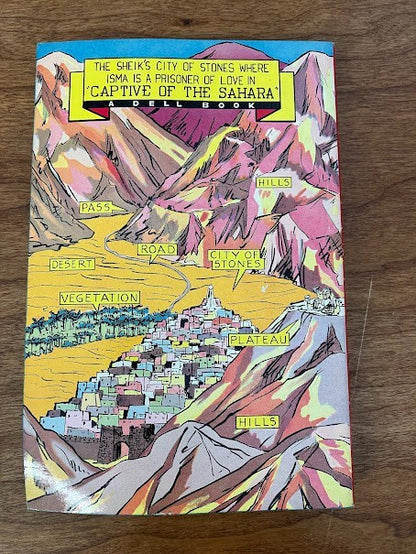 THE SHEIK'S CITY OF STONES WHERE
ISMA IS A PRISONER OF LOVE IN
'CAPTIVE OF THE SAHARA'
A DELL BOOK
HILLS
PASS
ROAD
CITY OF
STONES
DESERT
VEGETATION
PLATEAU
HILLS